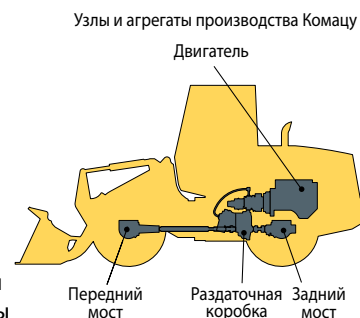 Узлы и агрегаты производства Комацу
Двигатель
Передний
мост
Раздаточная
коробка
Задний
мост